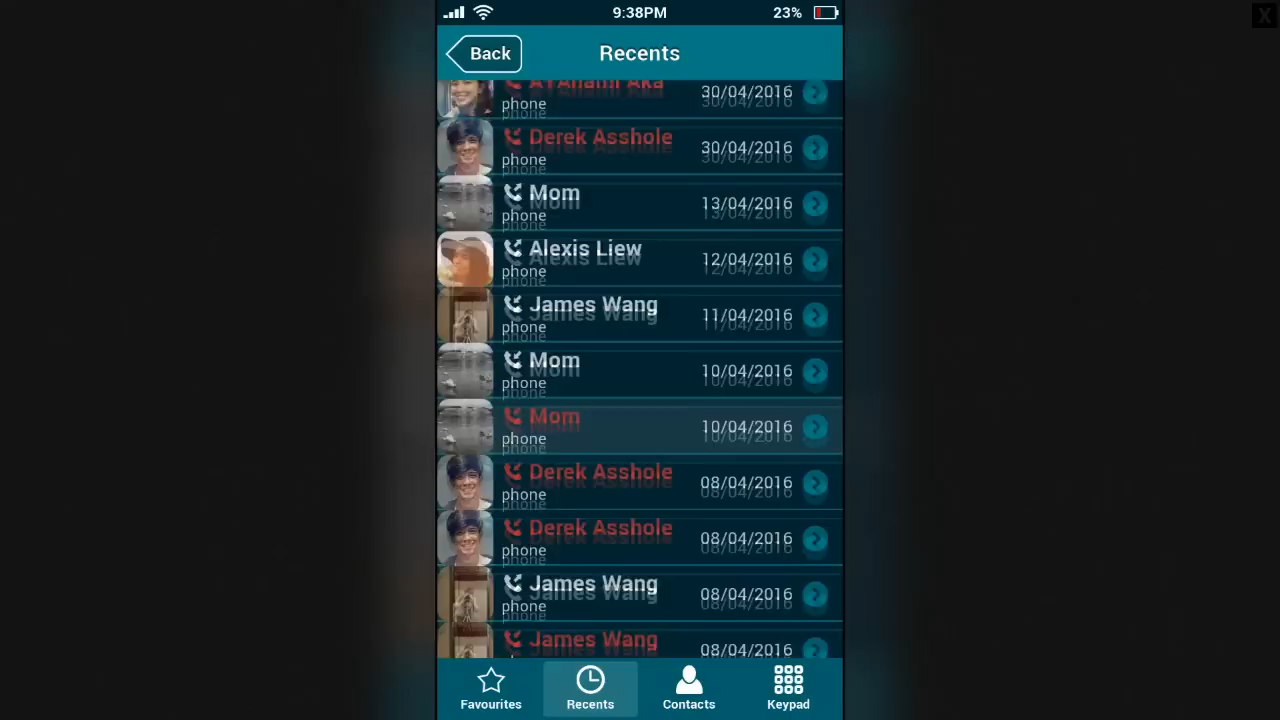 9:38PM
23%
X
Back
Recents
AYAnami Aka
30/04/2016
phone
Derek Asshole
30/04/2016
phone
Mom
13/04/2016
phone
Alexis Liew
12/04/2016
phone
James Wang
11/04/2016
phone
Mom
10/04/2016
phone
Mom
10/04/2016
phone
Derek Asshole
08/04/2016
phone
Derek Asshole
08/04/2016
phone
James Wang
08/04/2016
phone
James Wang
08/04/2016
Favourites
Recents
Contacts
Keypad